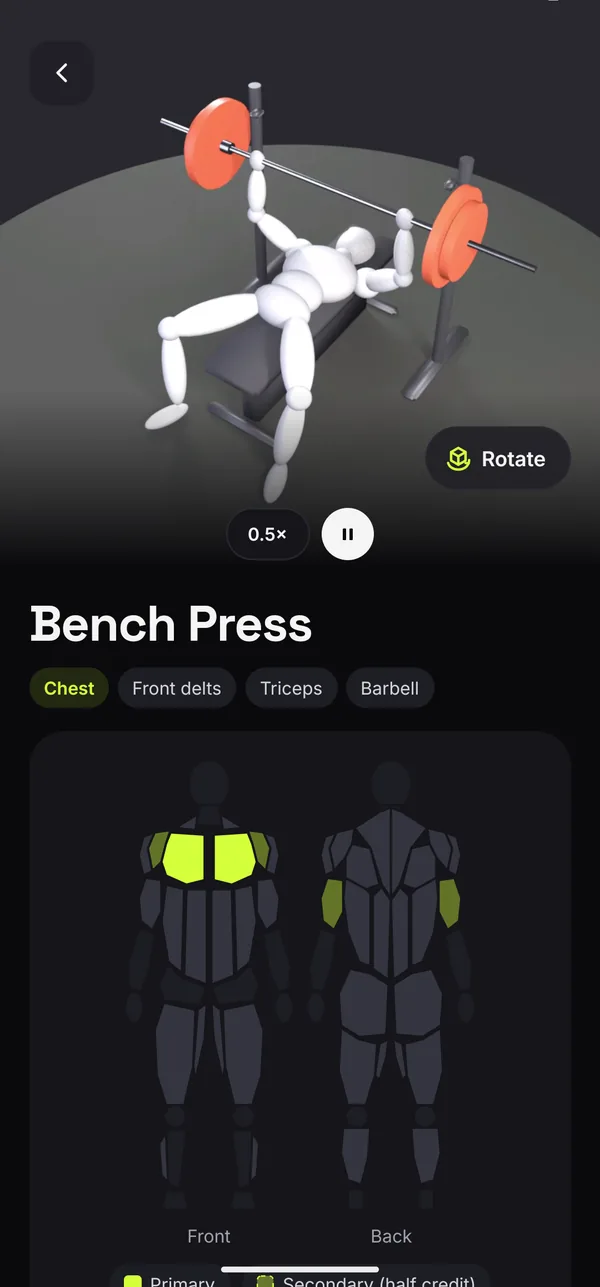 Rotate
0.5×
Bench Press
Chest Front delts Triceps Barbell
Front Back
Primary Secondary (half credit)